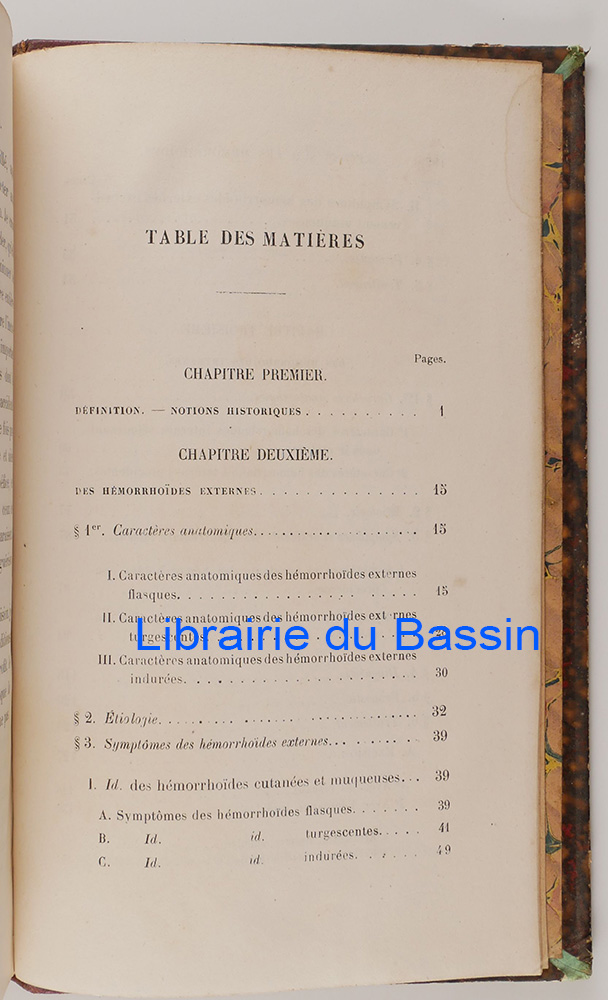 TABLE DES MATIÈRES
Pages.
CHAPITRE PREMIER.
DÉFINITION. — NOTIONS HISTORIQUES . . . . . . . . . . 1
CHAPITRE DEUXIÈME.
DES HÉMORRHOÏDES EXTERNES. . . . . . . . . . . . . . 15
§ 1er. Caractères anatomiques. . . . . . . . . . . . . . . . . . . 15
I. Caractères anatomiques des hémorrhoïdes externes
flasques. . . . . . . . . . . . . . . . . 15
II. Caractères anatomiques des hémorrhoïdes externes
turgescentes. . . . . . . . . . . . . .
Librairie du Bassin
III. Caractères anatomiques des hémorrhoïdes externes
indurées. . . . . . . . . . . . . . . . . 30
§ 2. Étiologie. . . . . . . . . . . . . . . . . . . . . . . . 32
§ 3. Symptômes des hémorrhoïdes externes. . . . . . . . . 39
I. Id. des hémorrhoïdes cutanées et muqueuses. . . 39
A. Symptômes des hémorrhoïdes flasques. . . . . . . 39
B. Id. id. turgescentes. . . . . 41
C. Id. id. indurées. . . . . . 49